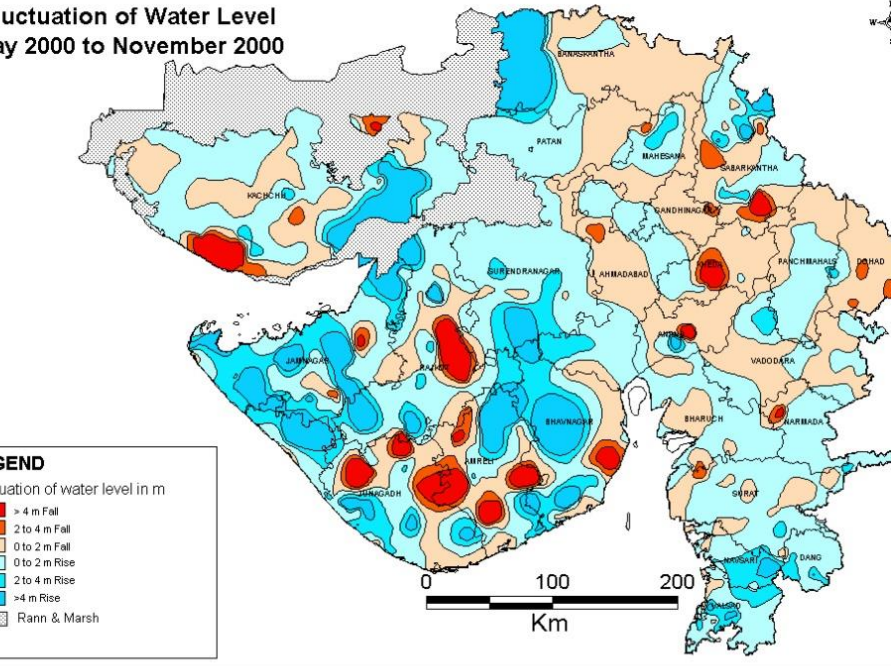 uctuation of Water Level
ay 2000 to November 2000
W
BANASKANTHA
PATAN
MAHESANA
SABARKANTHA
KACHCHH
GANDHINAGAR
SURENDRANAGAR
AHMADABAD
PANCHMAHALS
DOHAD
JAMNAGAR
RAJKOT
VADODARA
BHAVNAGAR
BHARUCH
NARMADA
AMRELI
JUNAGADH
SURAT
NAVSARI
DANG
VALSAD
GEND
uation of water level in m
> 4 m Fall
2 to 4 m Fall
0 to 2 m Fall
0 to 2 m Rise
2 to 4 m Rise
>4 m Rise
Rann & Marsh
0 100 200
Km